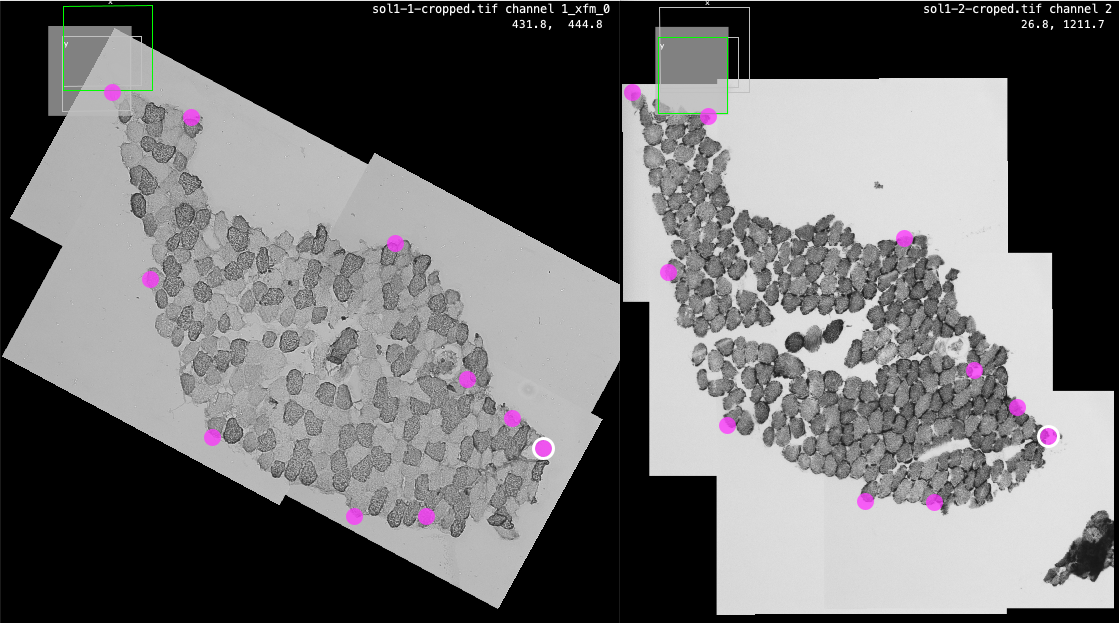 x
sol1-1-cropped.tif channel 1_xfm_0
431.8, 444.8
y
x
sol1-2-croped.tif channel 2
26.8, 1211.7
y